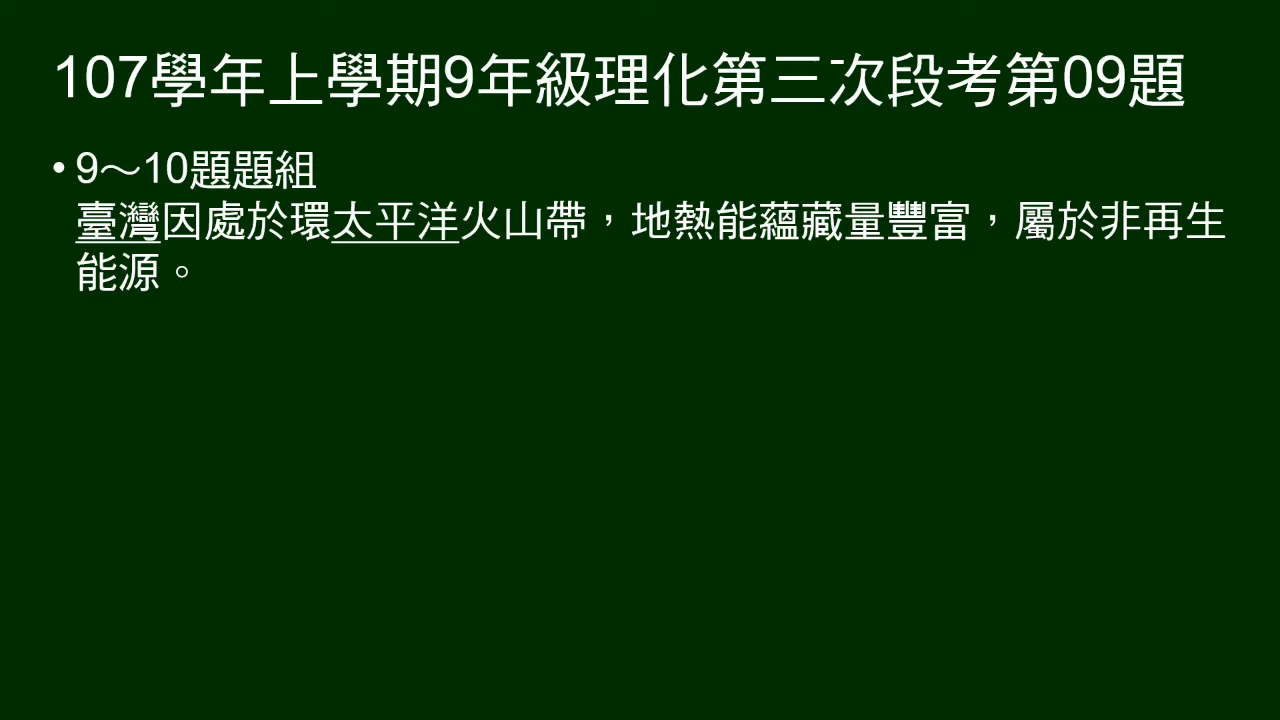 107學年上學期9年級理化第三次段考第09題
• 9～10題題組
臺灣因處於環太平洋火山帶，地熱能蘊藏量豐富，屬於非再生
能源。